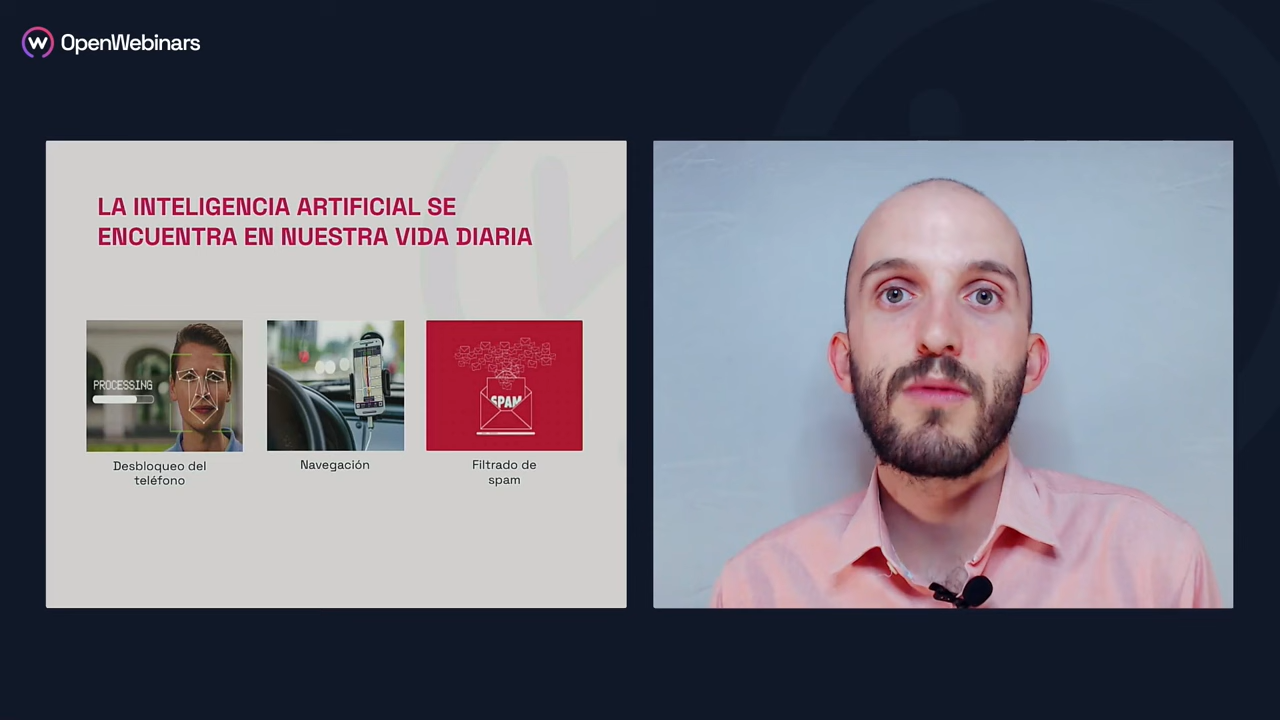 OpenWebinars
LA INTELIGENCIA ARTIFICIAL SE
ENCUENTRA EN NUESTRA VIDA DIARIA
PROCESSING
SPAM
Desbloqueo del
teléfono
Navegación
Filtrado de
spam